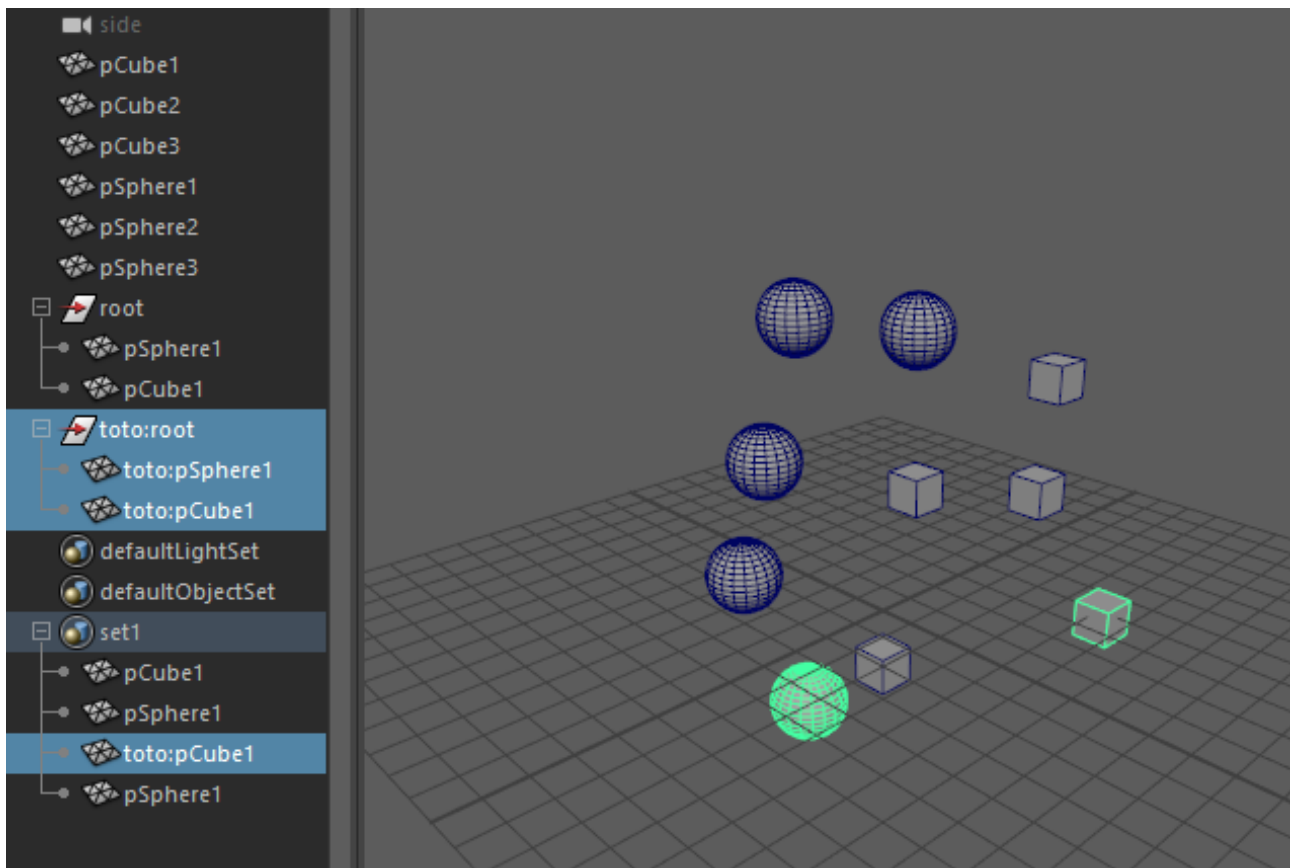 side
pCube1
pCube2
pCube3
pSphere1
pSphere2
pSphere3
root
pSphere1
pCube1
toto:root
toto:pSphere1
toto:pCube1
defaultLightSet
defaultObjectSet
set1
pCube1
pSphere1
toto:pCube1
pSphere1